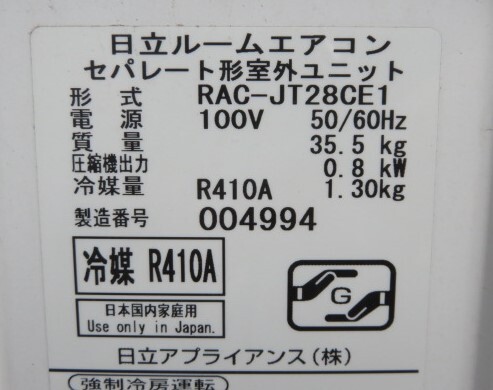 日立ルームエアコン
セパレート形室外ユニット
形 式 RAC-JT28CE1
電 源 100V 50/60Hz
質 量 35.5 kg
圧縮機出力 0.8 kW
冷媒量 R410A 1.30kg
製造番号 004994
冷媒 R410A
G
日本国内家庭用
Use only in Japan.
日立アプライアンス(株)
強制冷房運転